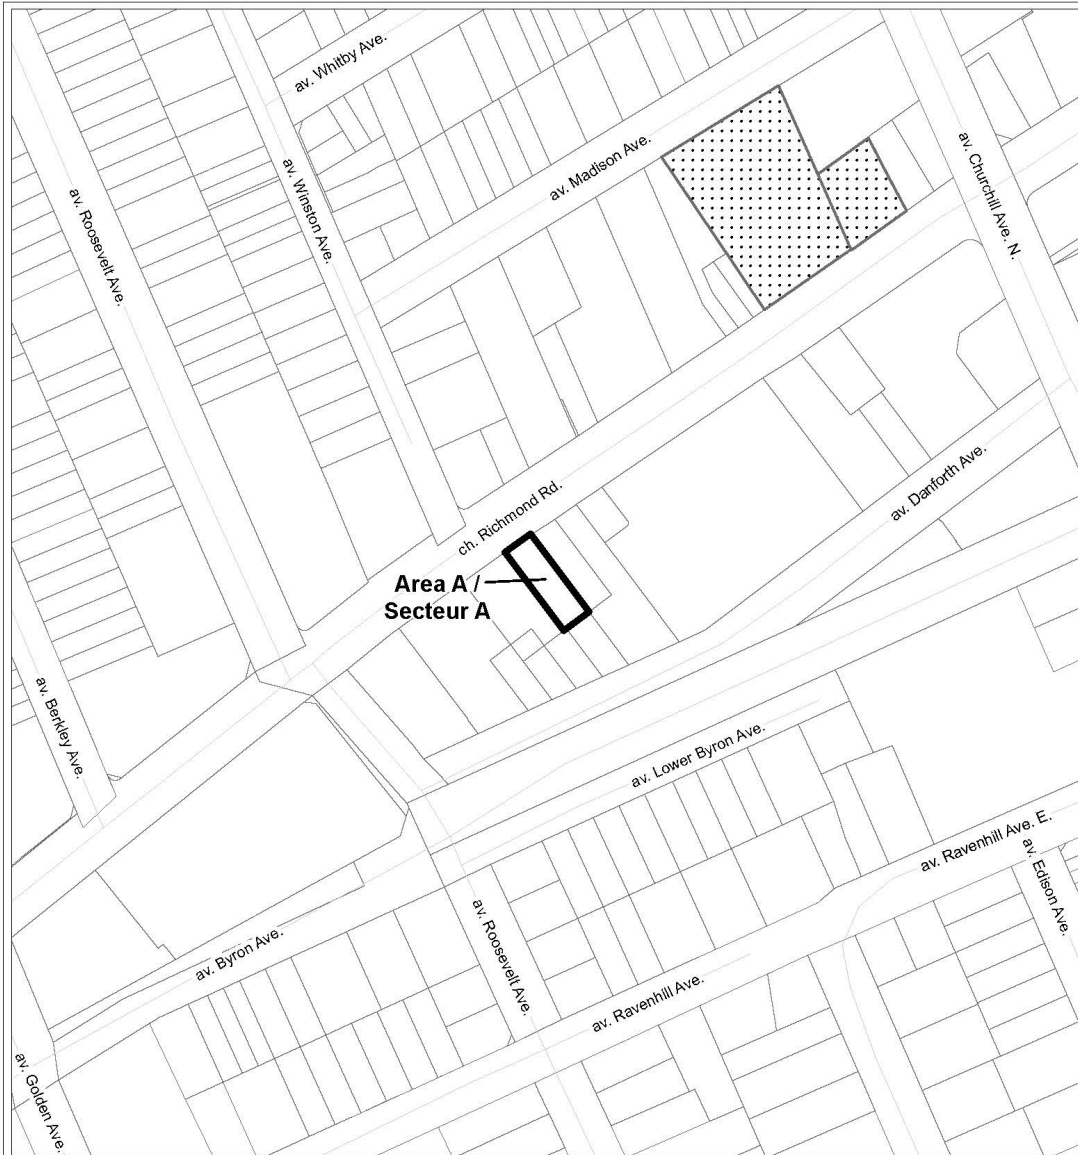 av. Whitby Ave.
av. Madison Ave.
av. Churchill Ave. N.
av. Winston Ave.
av. Roosevelt Ave.
ch. Richmond Rd.
av. Danforth Ave.
Area A /
Secteur A
av. Berkley Ave.
av. Lower Byron Ave.
av. Ravenhill Ave. E.
av. Edison Ave.
av. Roosevelt Ave.
av. Byron Ave.
av. Ravenhill Ave.
av. Golden Ave.